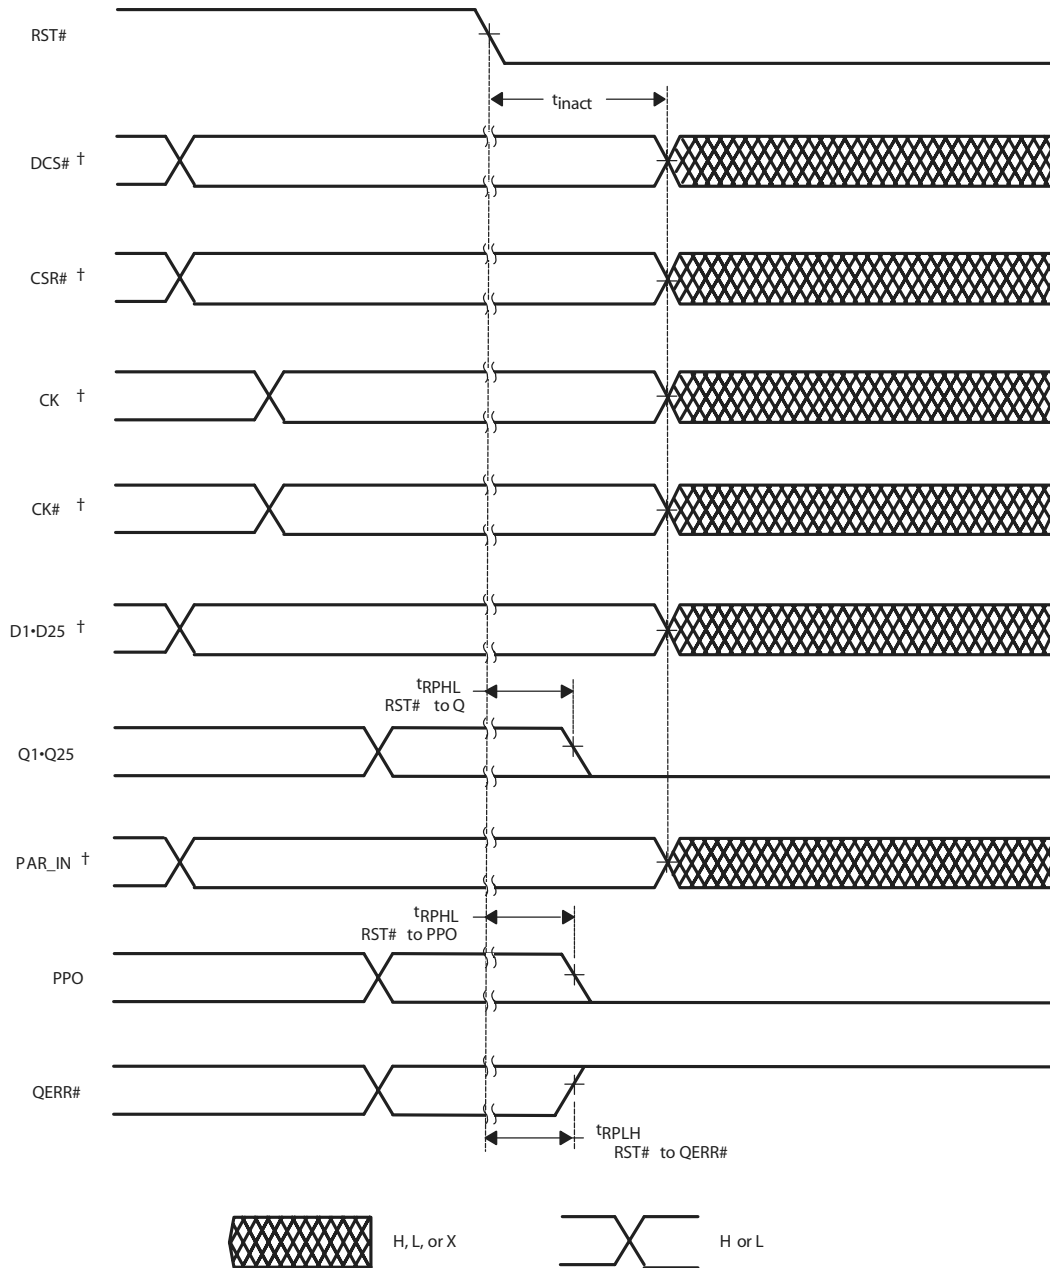 RST#
tinact
DCS# †
CSR# †
CK †
CK# †
D1•D25 †
tRPHL
RST# to Q
Q1•Q25
PAR_IN †
tRPHL
RST# to PPO
PPO
QERR#
tRPLH
RST# to QERR#
H, L, or X
H or L